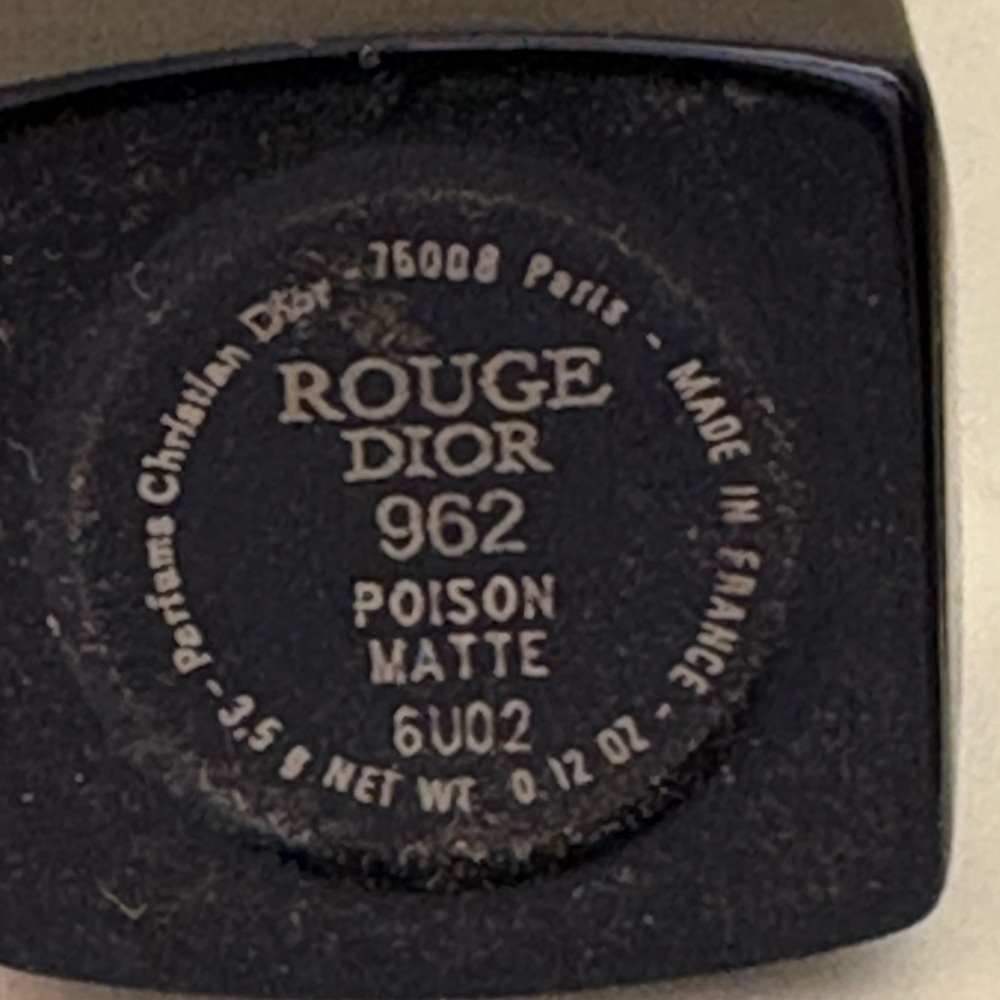 ROUGE
DIOR
962
POISON
MATTE
6U02
Parfums Christian Dior - 75008 Paris - MADE IN FRANCE - 3,5 g NET WT. 0.12 OZ -